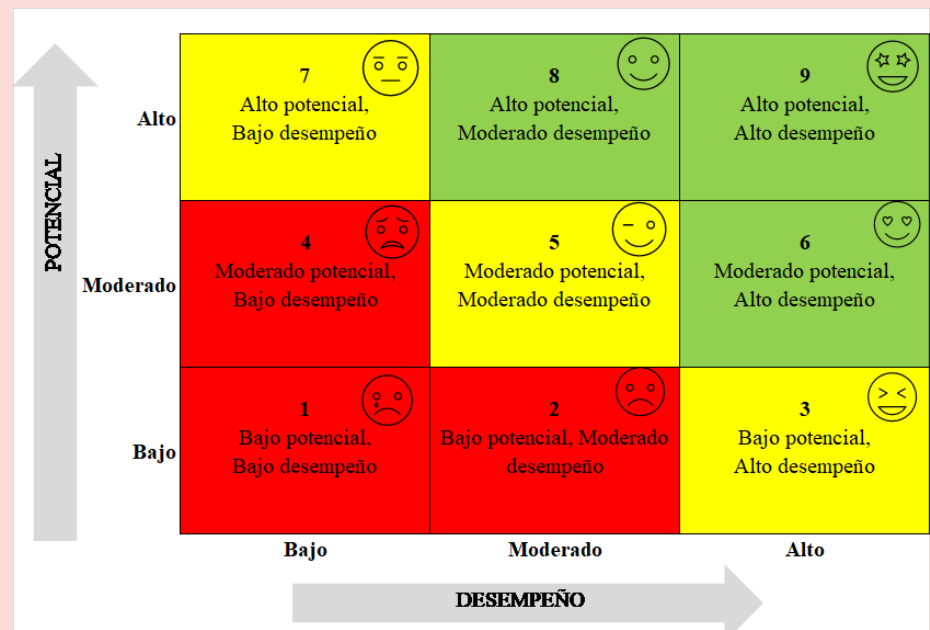 POTENCIAL
Alto
7
Alto potencial,
Bajo desempeño
8
Alto potencial,
Moderado desempeño
9
Alto potencial,
Alto desempeño
Moderado
4
Moderado potencial,
Bajo desempeño
5
Moderado potencial,
Moderado desempeño
6
Moderado potencial,
Alto desempeño
Bajo
1
Bajo potencial,
Bajo desempeño
2
Bajo potencial, Moderado
desempeño
3
Bajo potencial,
Alto desempeño
Bajo
Moderado
Alto
DESEMPEÑO